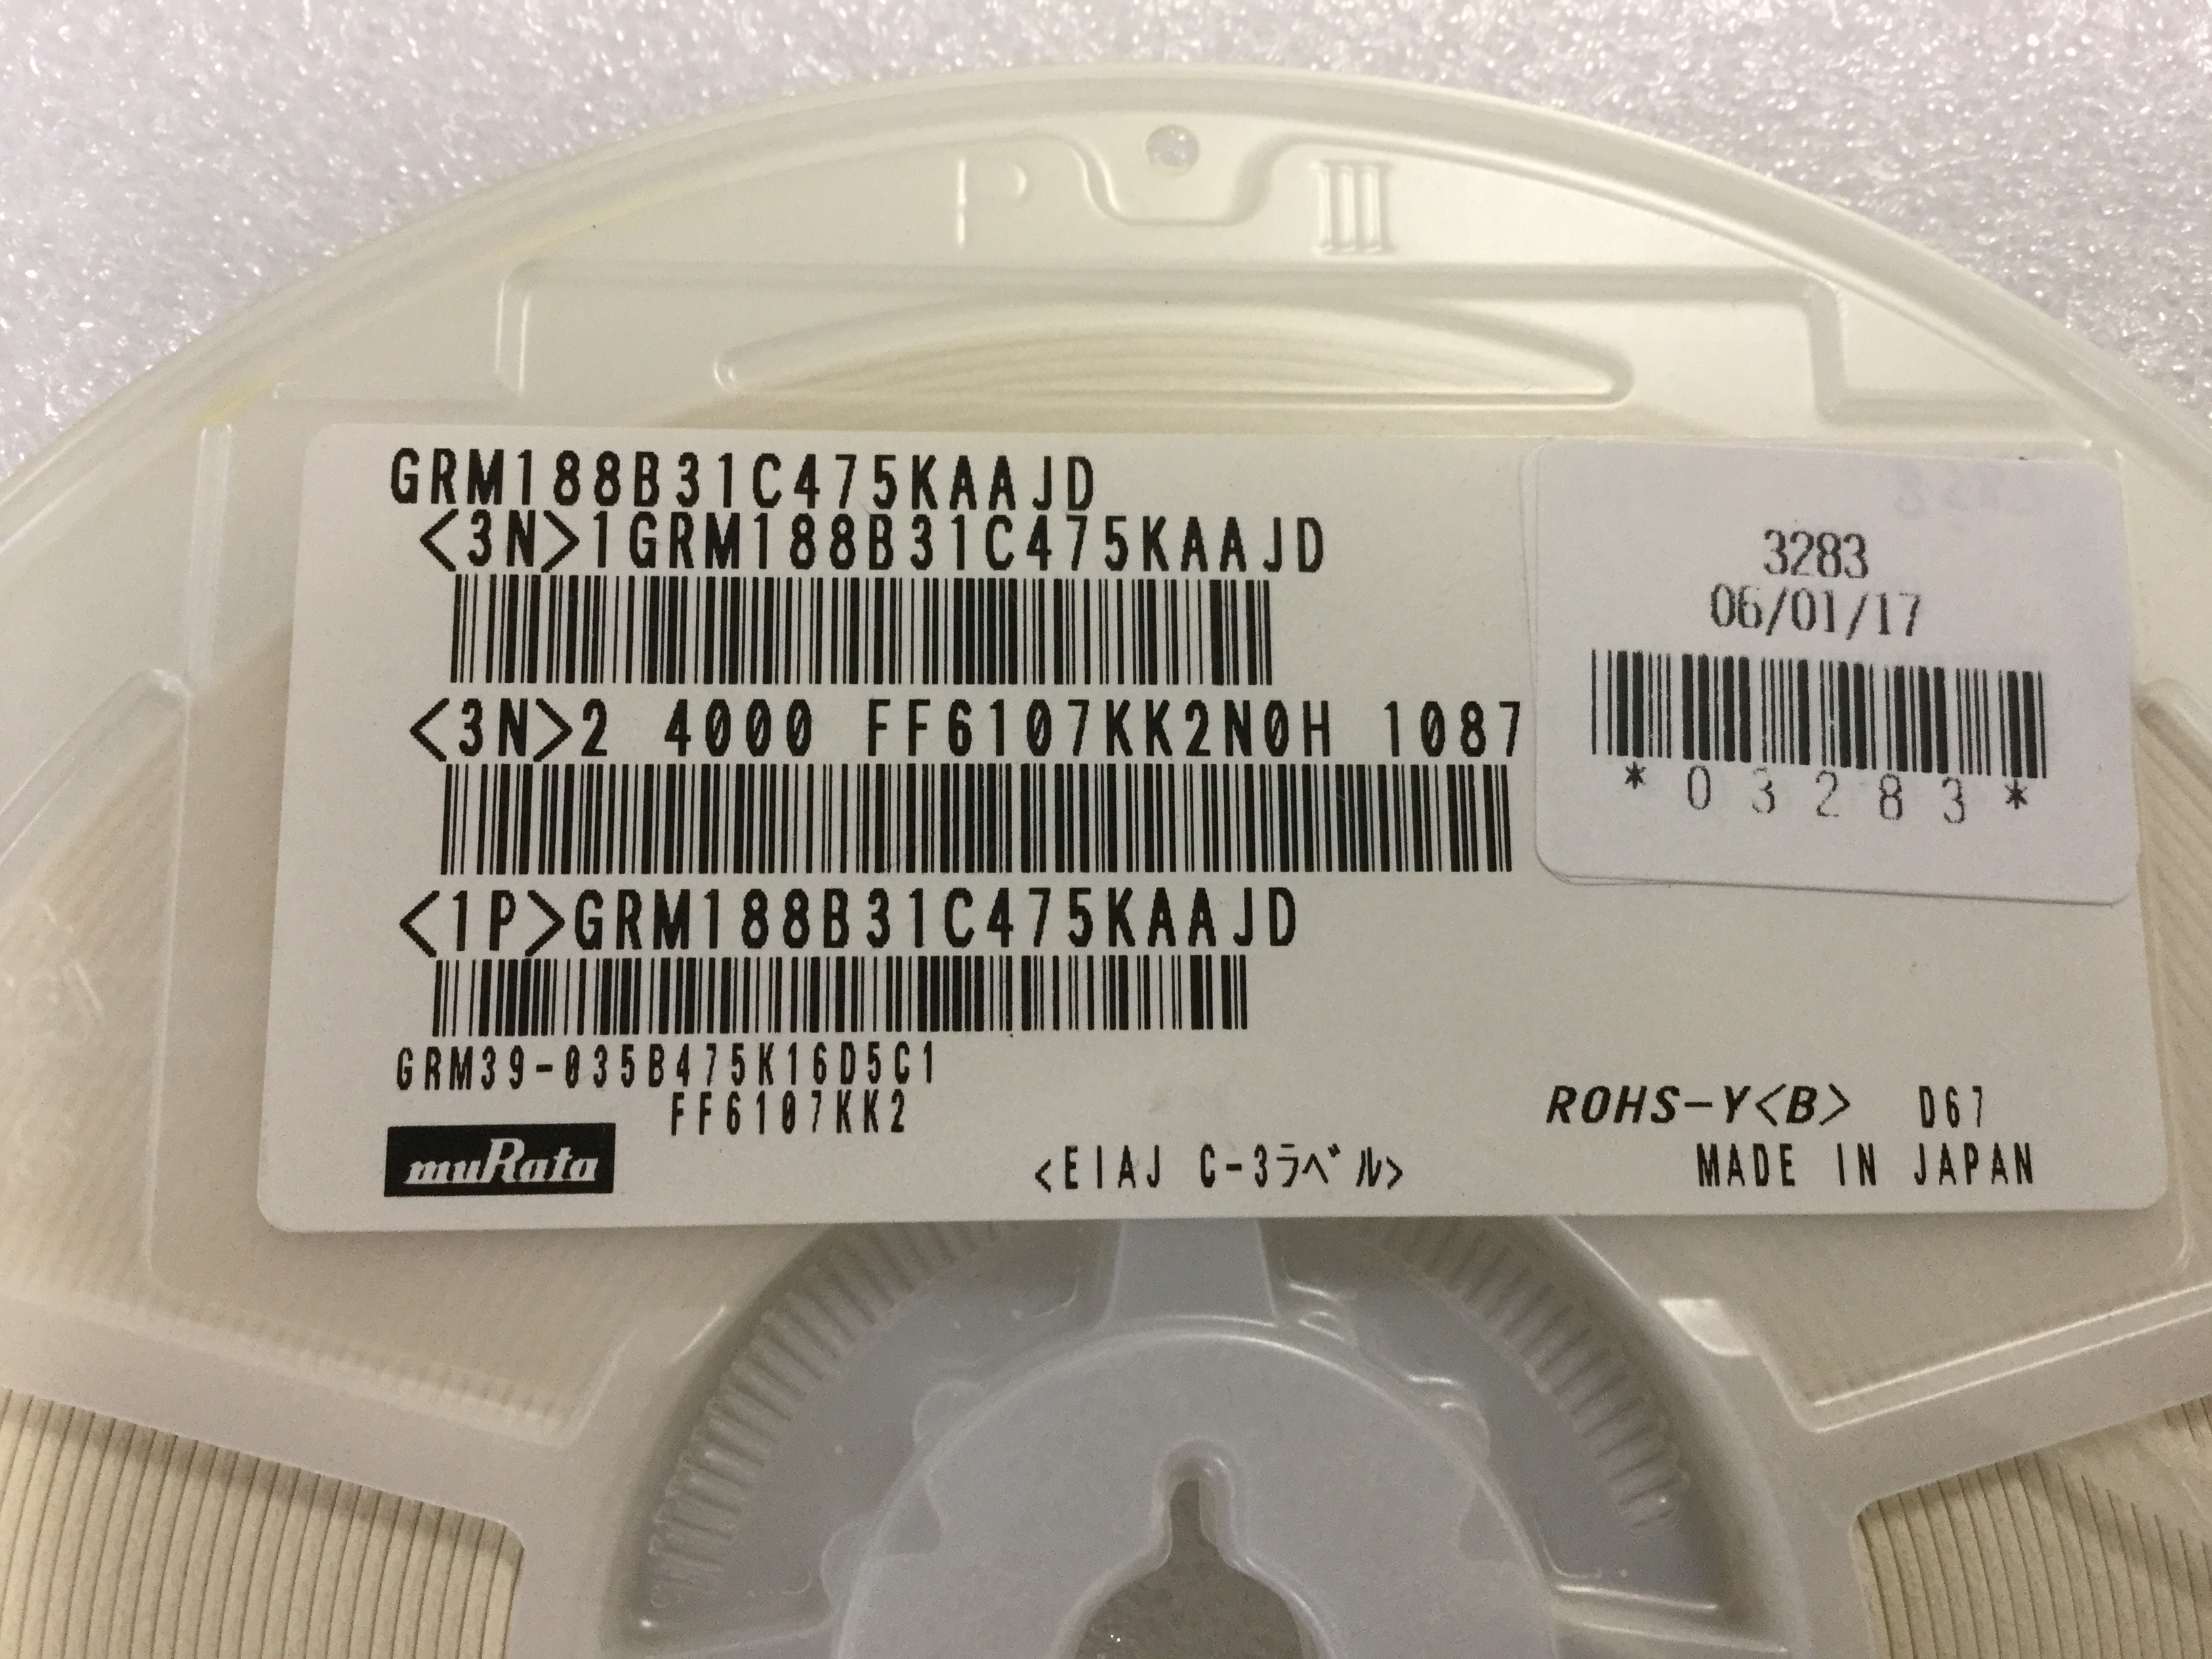 P III
GRM188B31C475KAAJD
<3N>1GRM188B31C475KAAJD
<3N>2 4000 FF6107KK2N0H 1087
<1P>GRM188B31C475KAAJD
GRM39-035B475K16D5C1
FF6107KK2
muRata
<EIAJ C-3ラベル>
ROHS-Y<B> D67
MADE IN JAPAN
3283
06/01/17
*03283*